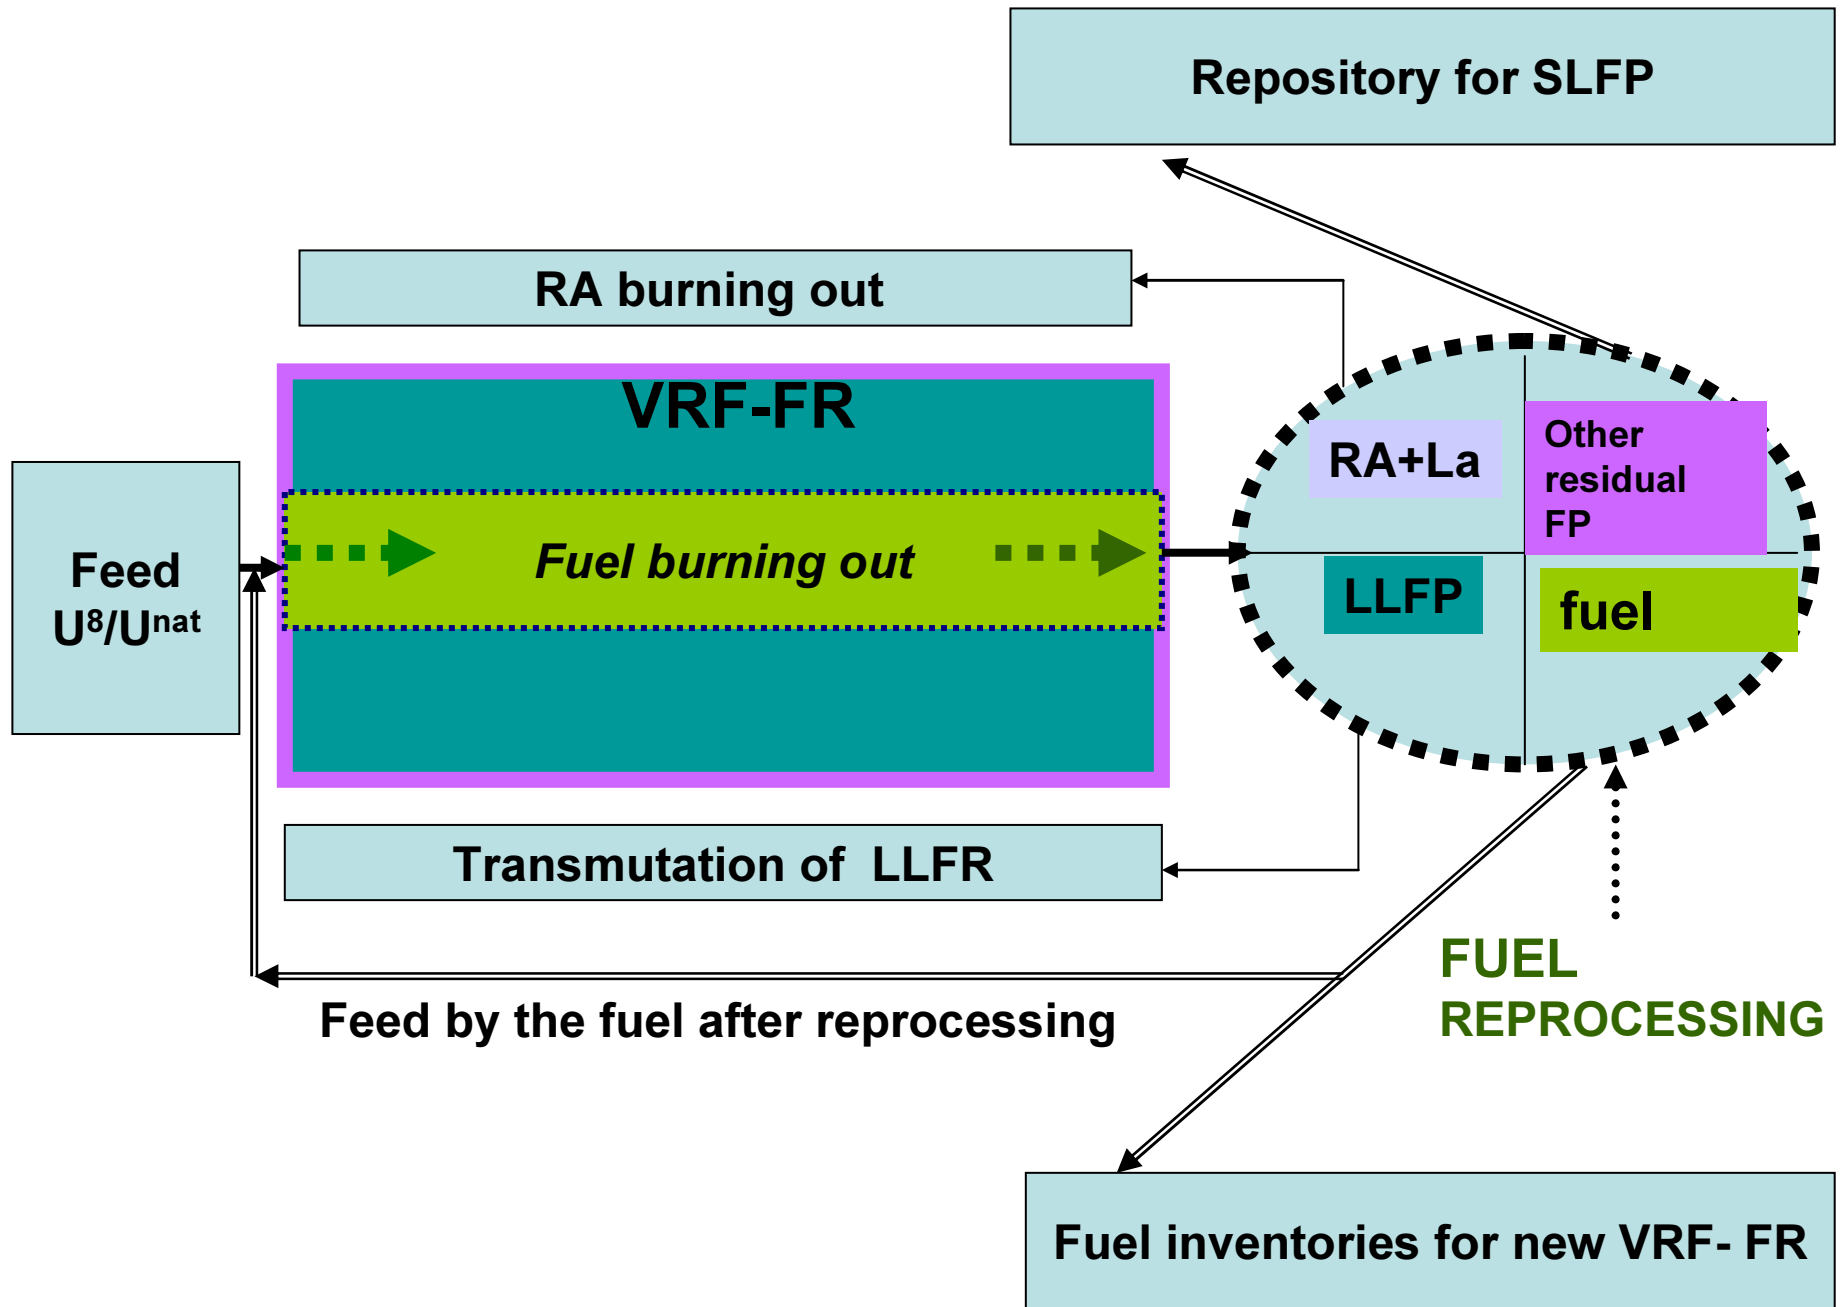 Repository for SLFP
RA burning out
VRF-FR
RA+La
Other
residual
FP
Feed
U⁸/Uⁿᵃᵗ
Fuel burning out
LLFP
fuel
Transmutation of LLFR
FUEL
REPROCESSING
Feed by the fuel after reprocessing
Fuel inventories for new VRF- FR